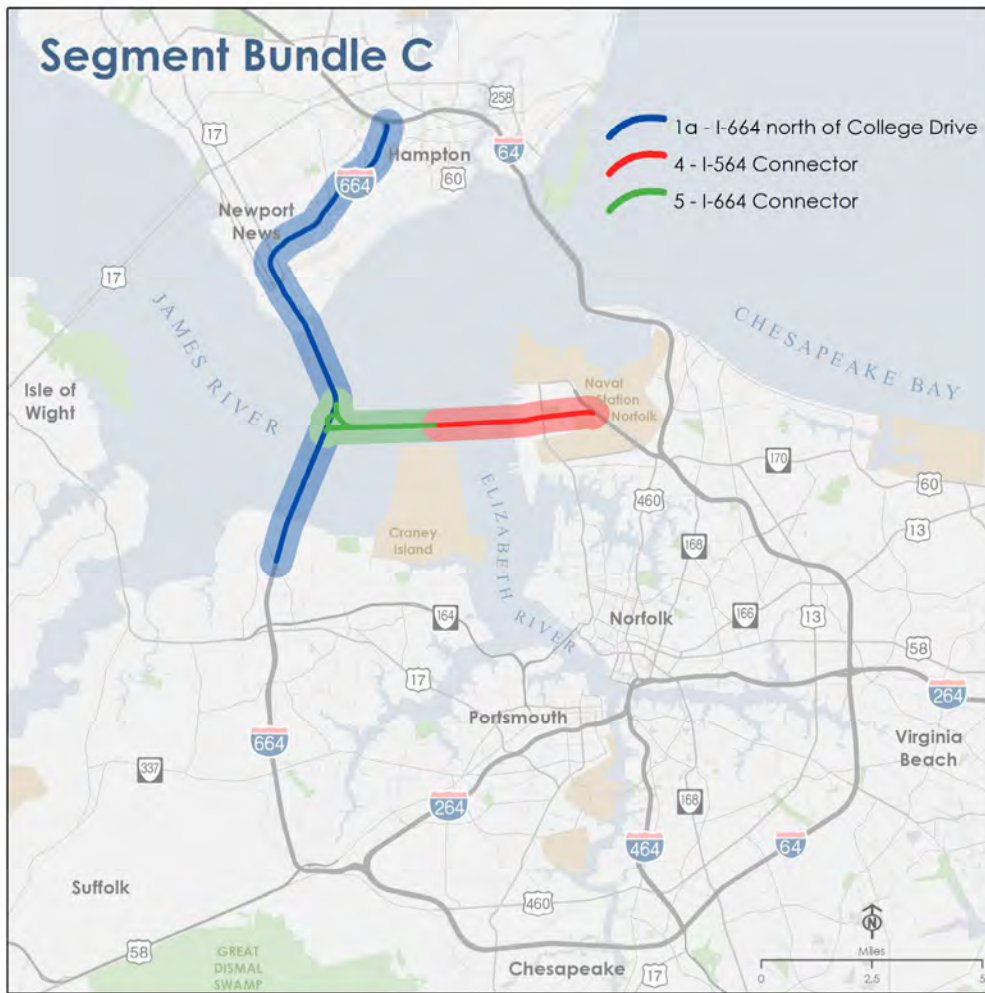 Segment Bundle C
1a - I-664 north of College Drive
4 - I-564 Connector
5 - I-664 Connector
258
17
64
Hampton
60
664
Newport
News
17
JAMES RIVER
CHESAPEAKE BAY
Isle of
Wight
Naval
Station
Norfolk
170
60
460
13
ELIZABETH RIVER
168
Craney
Island
164
Norfolk
166
13
58
17
264
Portsmouth
664
Virginia
Beach
337
264
168
464
64
Suffolk
460
58
GREAT
DISMAL
SWAMP
Chesapeake
17
Miles
0
2.5
5